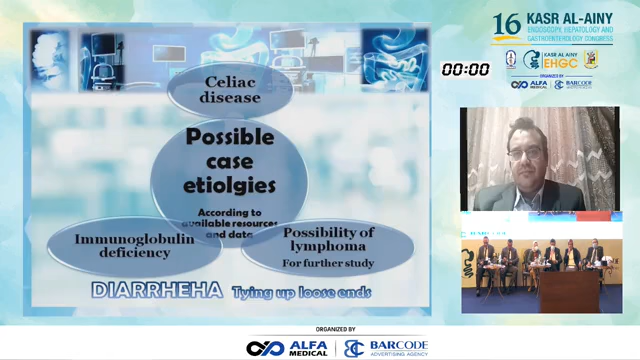 Celiac
disease
Possible
case
etiolgies
According to
available resources
and data
Immunoglobulin
deficiency
Possibility of
lymphoma
For further study
DIARRHEHA Tying up loose ends
16 KASR AL-AINY
ENDOSCOPY, HEPATOLOGY AND
GASTROENTEROLOGY CONGRESS
KASR AL AINY
EHGC
ORGANIZED BY
ALFA
MEDICAL
BARCODE
00:00
ORGANIZED BY
ALFA
MEDICAL
BARCODE
ADVERTISING AGENCY